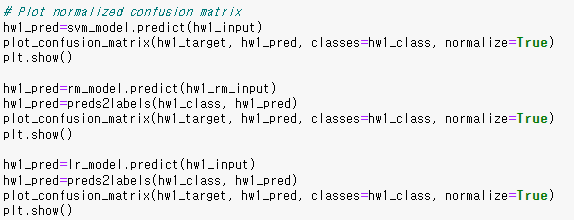 # Plot normalized confusion matrix
hw1_pred=svm_model.predict(hw1_input)
plot_confusion_matrix(hw1_target, hw1_pred, classes=hw1_class, normalize=True)
plt.show()
hw1_pred=rm_model.predict(hw1_rm_input)
hw1_pred=preds2labels(hw1_class, hw1_pred)
plot_confusion_matrix(hw1_target, hw1_pred, classes=hw1_class, normalize=True)
plt.show()
hw1_pred=lr_model.predict(hw1_input)
hw1_pred=preds2labels(hw1_class, hw1_pred)
plot_confusion_matrix(hw1_target, hw1_pred, classes=hw1_class, normalize=True)
plt.show()